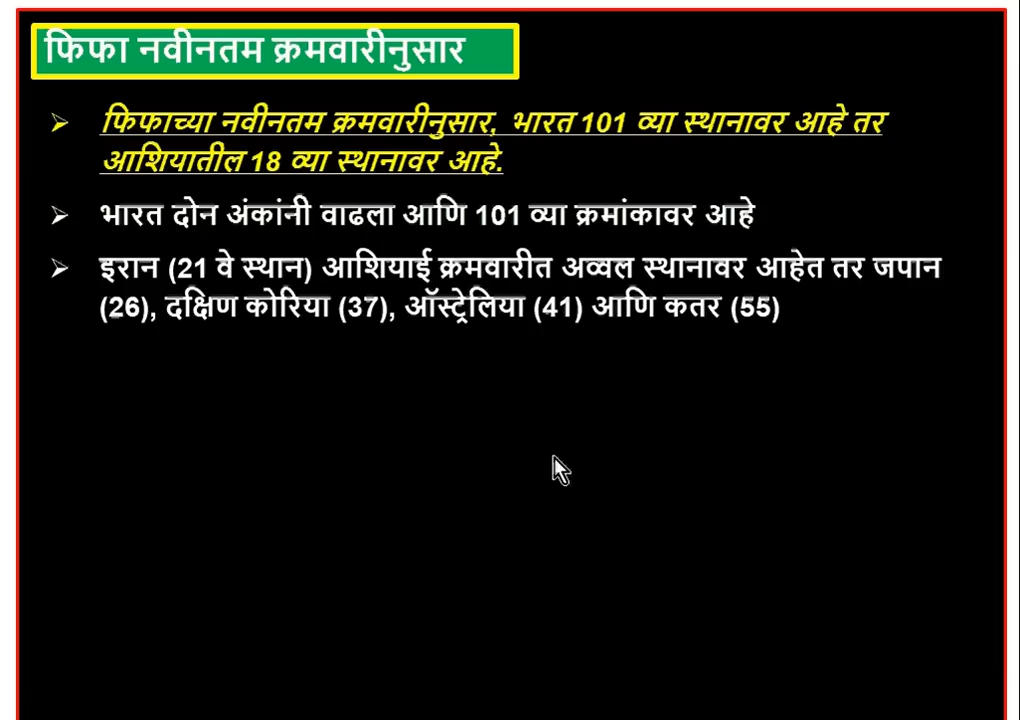 फिफा नवीनतम क्रमवारीनुसार
फिफाच्या नवीनतम क्रमवारीनुसार, भारत 101 व्या स्थानावर आहे तर
आशियातील 18 व्या स्थानावर आहे.
भारत दोन अंकांनी वाढला आणि 101 व्या क्रमांकावर आहे
इरान (21 वे स्थान) आशियाई क्रमवारीत अव्वल स्थानावर आहेत तर जपान
(26), दक्षिण कोरिया (37), ऑस्ट्रेलिया (41) आणि कतर (55)